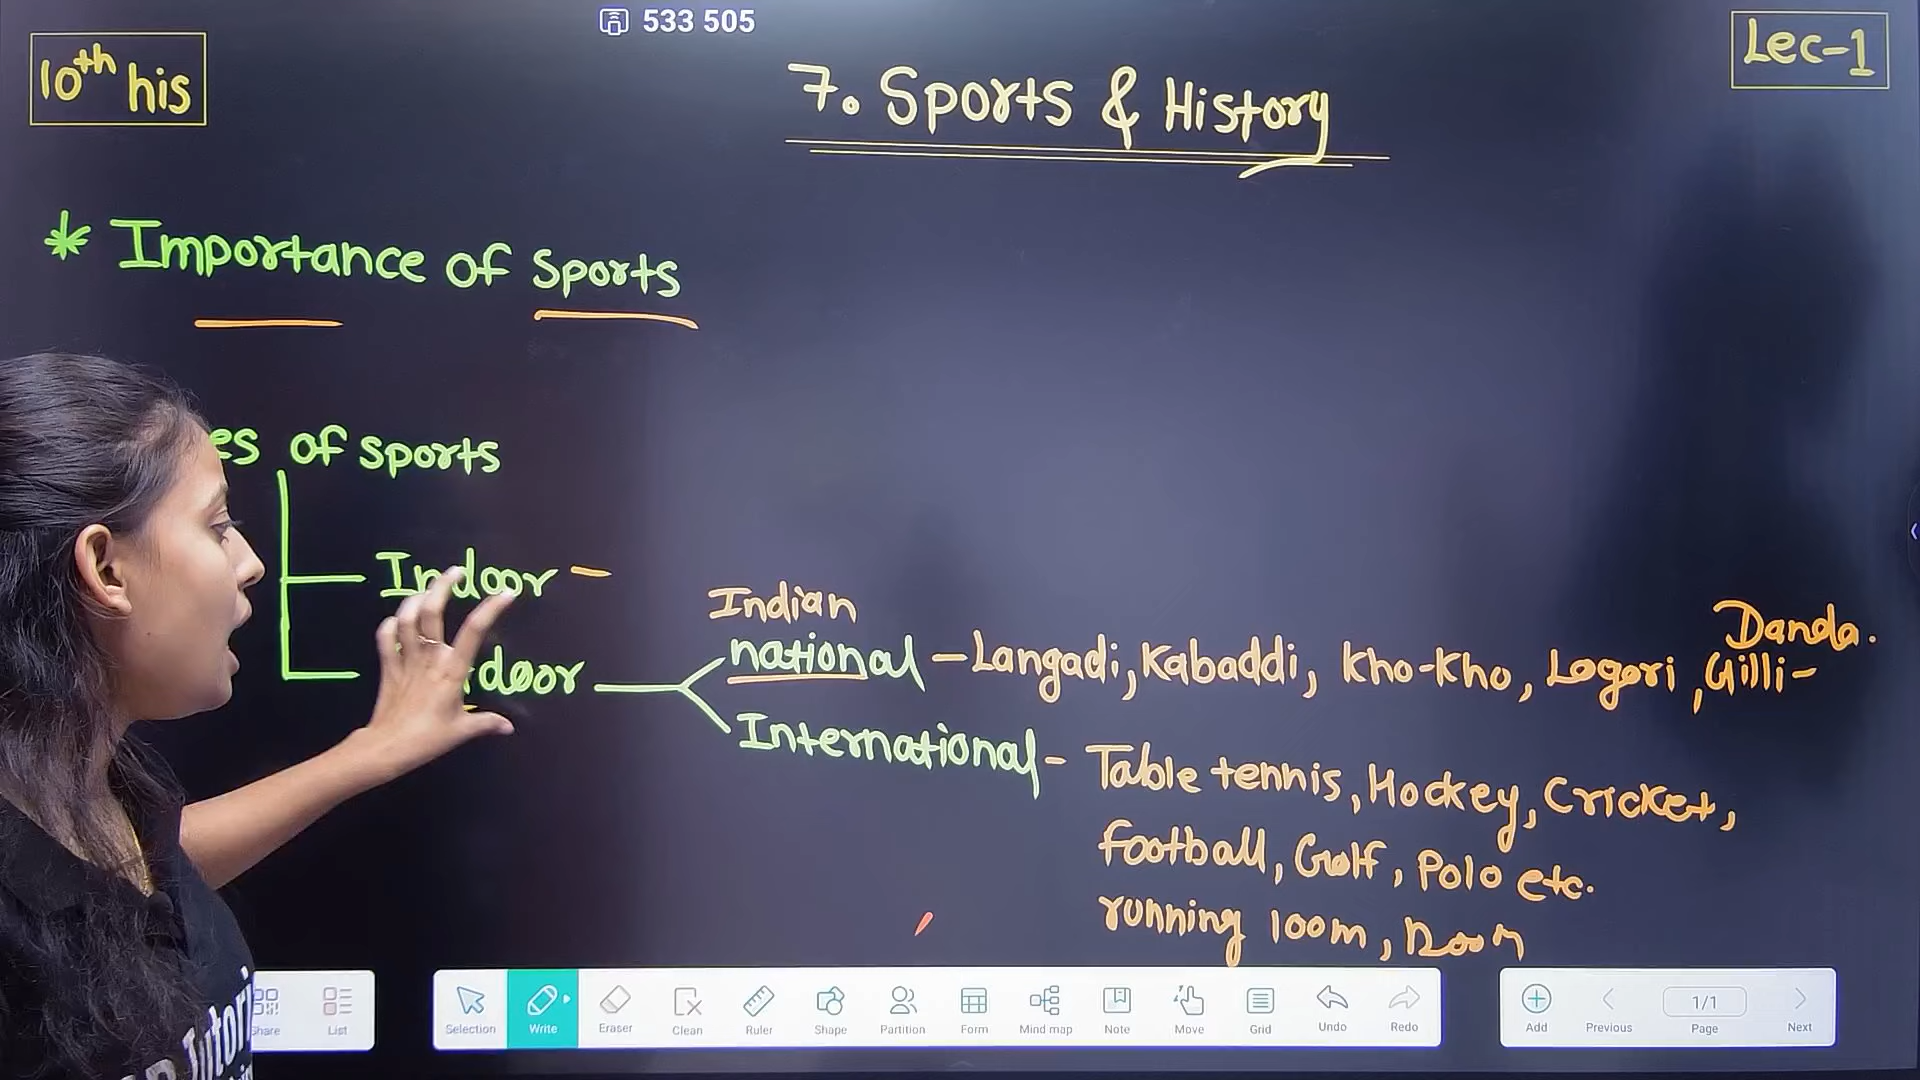 533 505
10th his
7. Sports & History
Lec-1
* Importance of Sports
es of sports
Indoor -
door
Indian
national - Langadi, Kabaddi, Kho-Kho, Logori, Gilli-
Danda.
International - Table tennis, Hockey, Cricket,
football, Golf, Polo etc.
running 100m,
Share List
Selection Write Eraser Clean Ruler Shape Partition Form Mind map Note Move Grid Undo Redo
Add Previous 1/1 Page Next